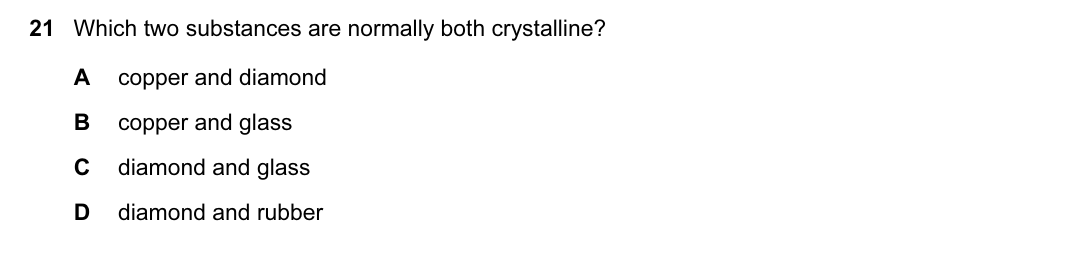 21 Which two substances are normally both crystalline?
A copper and diamond
B copper and glass
C diamond and glass
D diamond and rubber